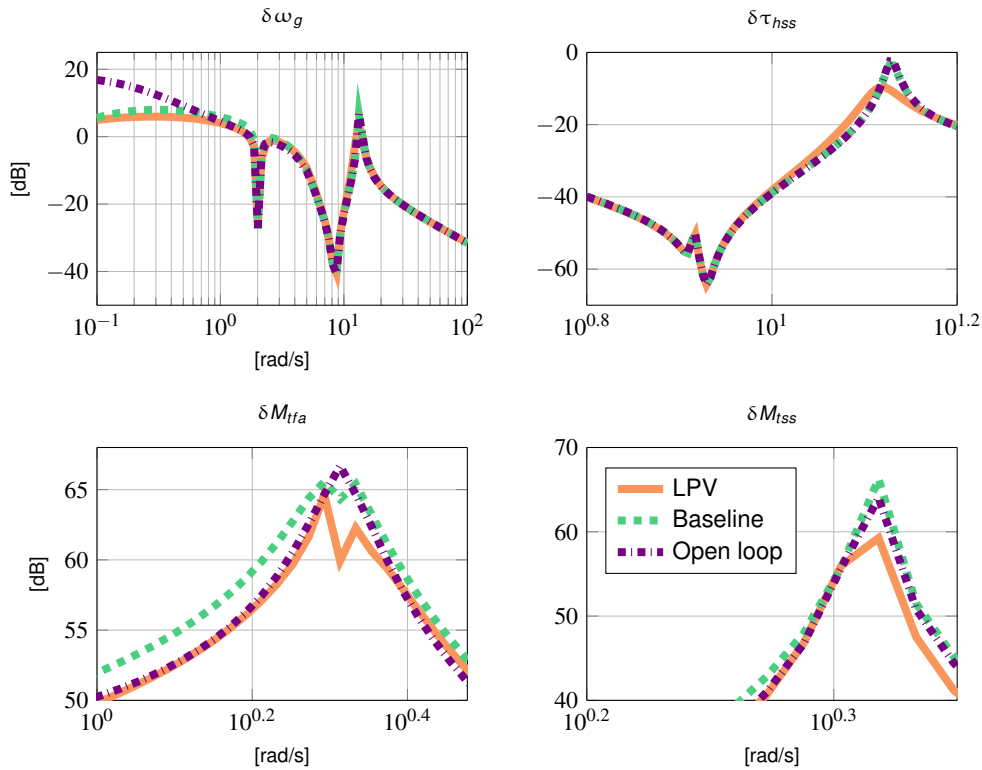 δω_g
δτ_hss
20
0
−20
−40
[dB]
10^−1
10^0
10^1
10^2
[rad/s]
0
−20
−40
−60
10^0.8
10^1
10^1.2
δM_tfa
δM_tss
65
60
55
50
[dB]
10^0
10^0.2
10^0.4
[rad/s]
70
60
50
40
LPV
Baseline
Open loop
10^0.2
10^0.3
[rad/s]